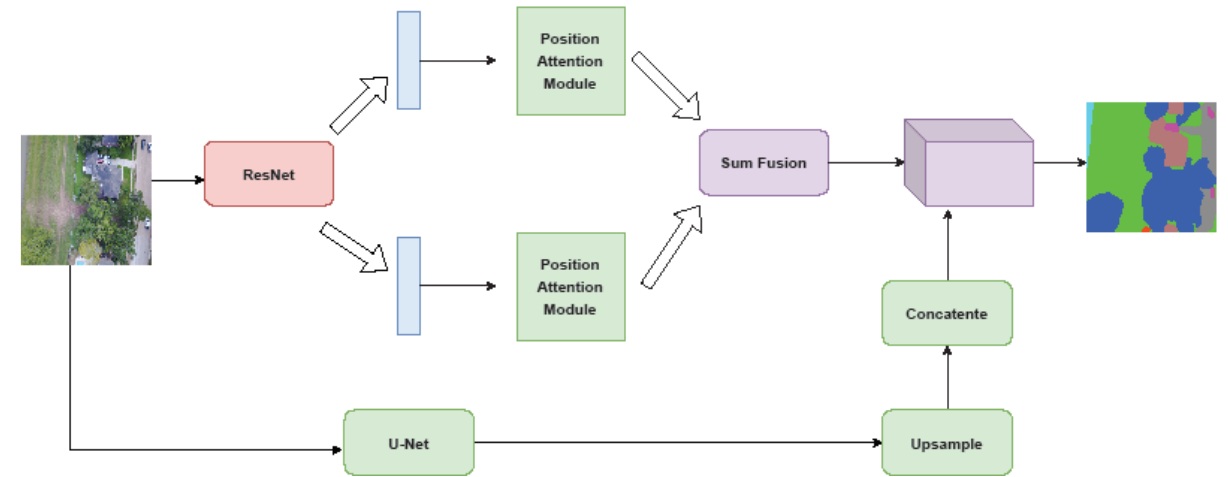 Position
Attention
Module
ResNet
Sum Fusion
Position
Attention
Module
Concatente
U-Net
Upsample